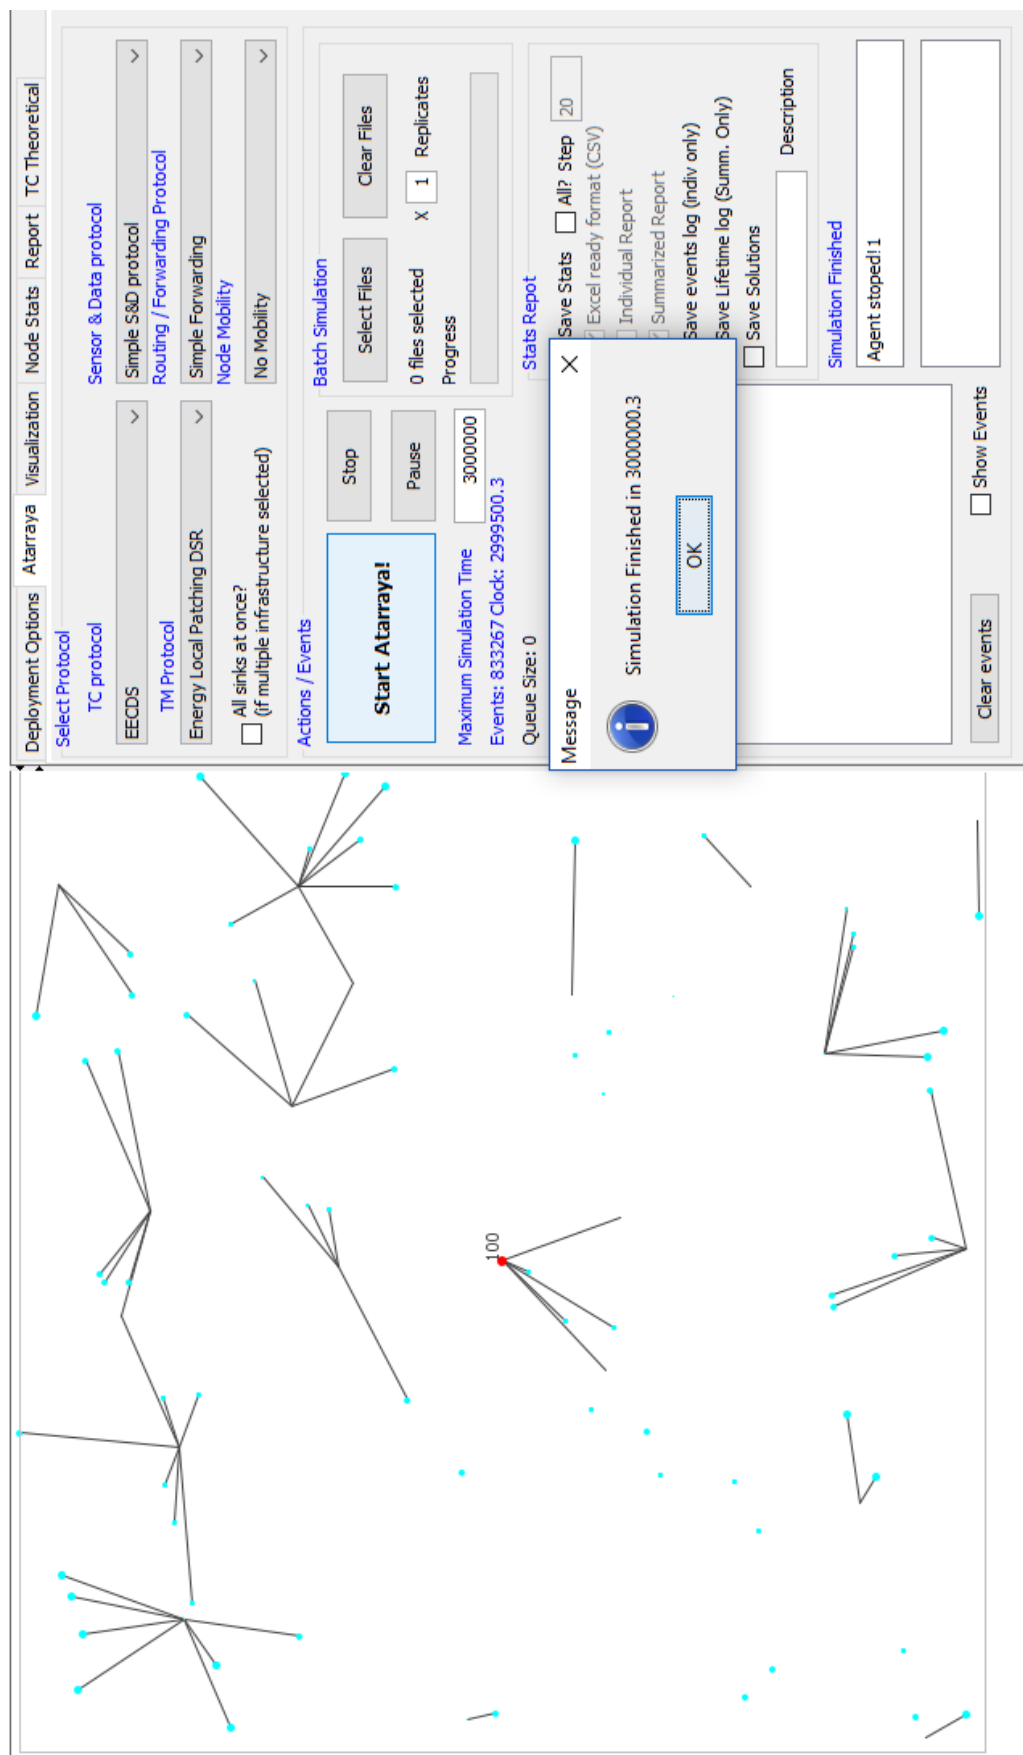 Deployment Options Atarraya Visualization Node Stats Report TC Theoretical
Select Protocol
TC protocol
EECDS
TM Protocol
Energy Local Patching DSR
All sinks at once?
(if multiple infrastructure selected)
Sensor & Data protocol
Simple S&D protocol
Routing / Forwarding Protocol
Simple Forwarding
Node Mobility
No Mobility
Actions / Events
Start Atarraya!
Stop
Pause
Maximum Simulation Time 3000000
Events: 833267 Clock: 2999500.3
Queue Size: 0
Batch Simulation
Select Files Clear Files
0 files selected X 1 Replicates
Progress
Stats Repot
Save Stats All? Step 20
Excel ready format (CSV)
Individual Report
Summarized Report
Save events log (indiv only)
Save Lifetime log (Summ. Only)
Save Solutions
Description
Message
Simulation Finished in 3000000.3
OK
Simulation Finished
Agent stoped!1
Clear events Show Events
100